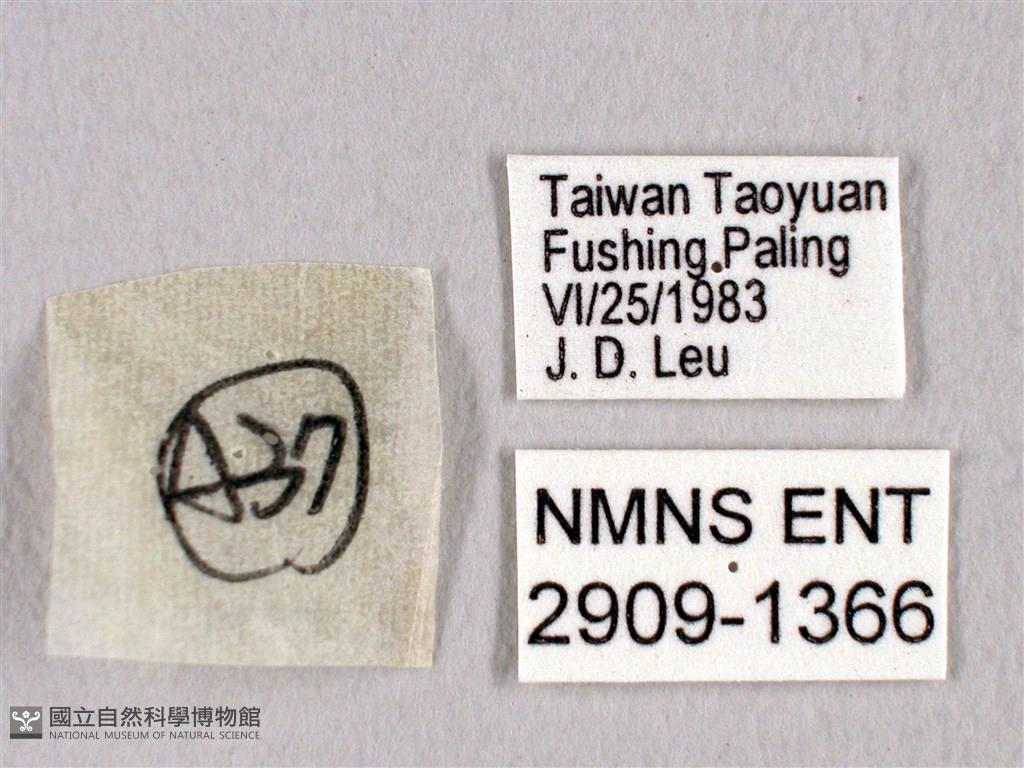 A37
Taiwan Taoyuan
Fushing.Paling
VI/25/1983
J. D. Leu
NMNS ENT
2909-1366
國立自然科學博物館
NATIONAL MUSEUM OF NATURAL SCIENCE